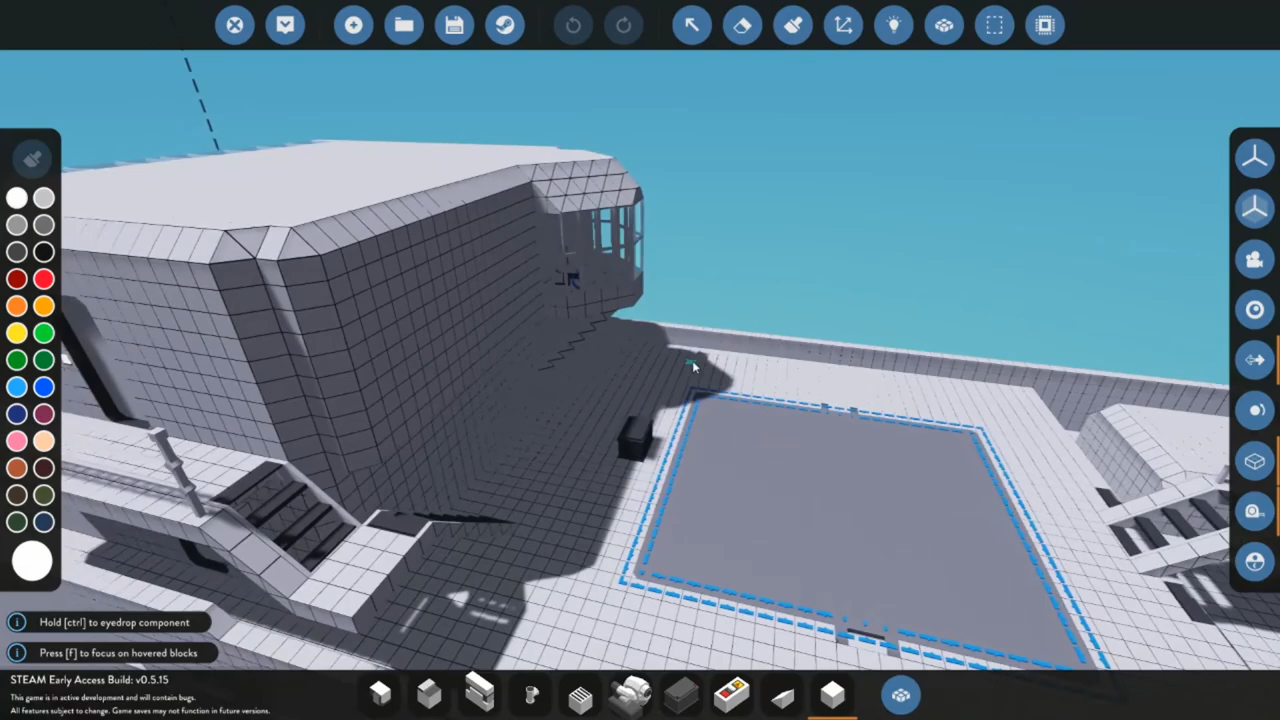 Hold [ctrl] to eyedrop component
Press [f] to focus on hovered blocks
STEAM Early Access Build: v0.5.15
This game is in active development and will contain bugs.
All features subject to change. Game saves may not function in future versions.